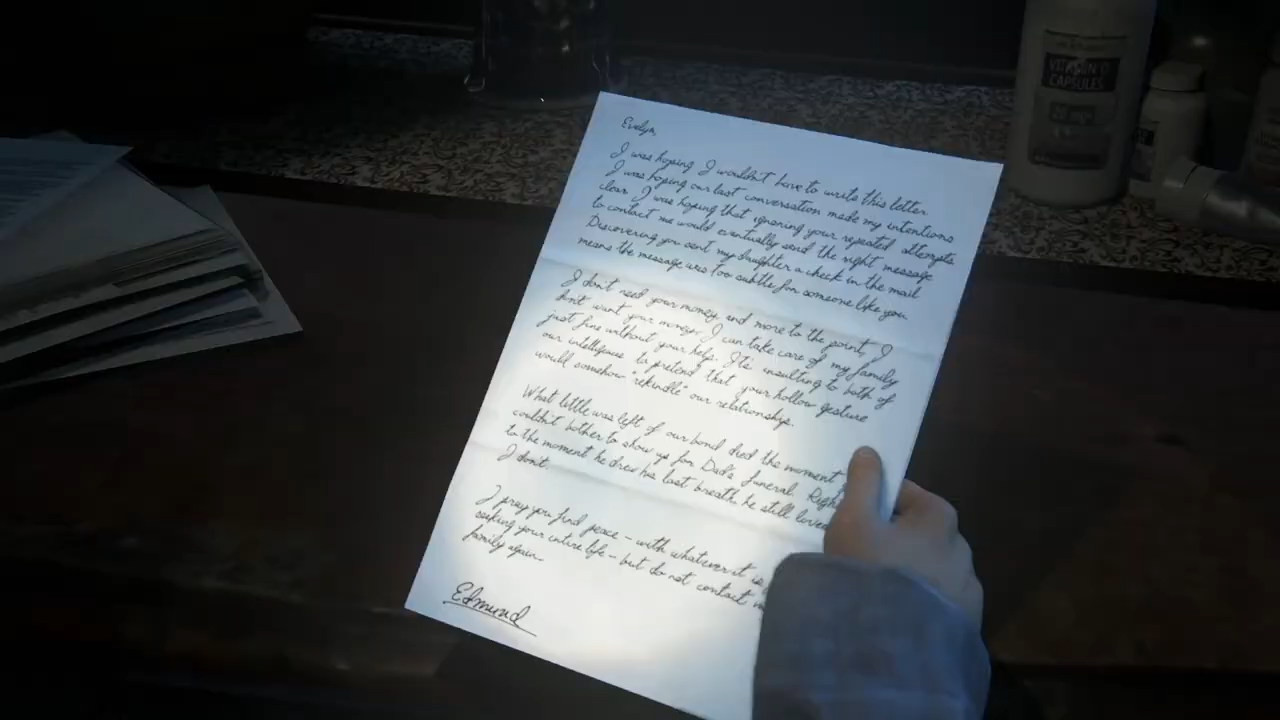 Evelyn,
I was hoping I wouldn't have to write this letter
I was hoping our last conversation made my intentions
clear. I was hoping that ignoring your repeated attempts
to contact me would eventually send the right message
Discovering you sent my daughter a check in the mail
means the message was too subtle for someone like you.
I don't need your money, and more to the point, I
don't want your money. I can take care of my family
just fine without your help. It's insulting to both of
our intelligences to pretend that your hollow gesture
would somehow "rekindle" our relationship.
What little was left of our bond died the moment
couldn't bother to show up for Dad's funeral. Right
to the moment he drew his last breath, he still loved
I don't.
I pray you find peace - with whatever it is
seeking your entire life - but do not contact
family again.
Edmund
VITAMIN D
CAPSULES